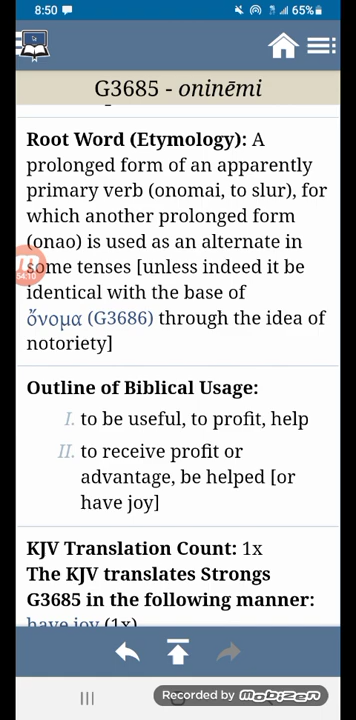 8:50
65%
G3685 - oninēmi
Root Word (Etymology): A
prolonged form of an apparently
primary verb (onomai, to slur), for
which another prolonged form
(onao) is used as an alternate in
some tenses [unless indeed it be
identical with the base of
ὄνομα (G3686) through the idea of
notoriety]
54:10
Outline of Biblical Usage:
I. to be useful, to profit, help
II. to receive profit or
advantage, be helped [or
have joy]
KJV Translation Count: 1x
The KJV translates Strongs
G3685 in the following manner:
have joy (1x)
Recorded by mobizen